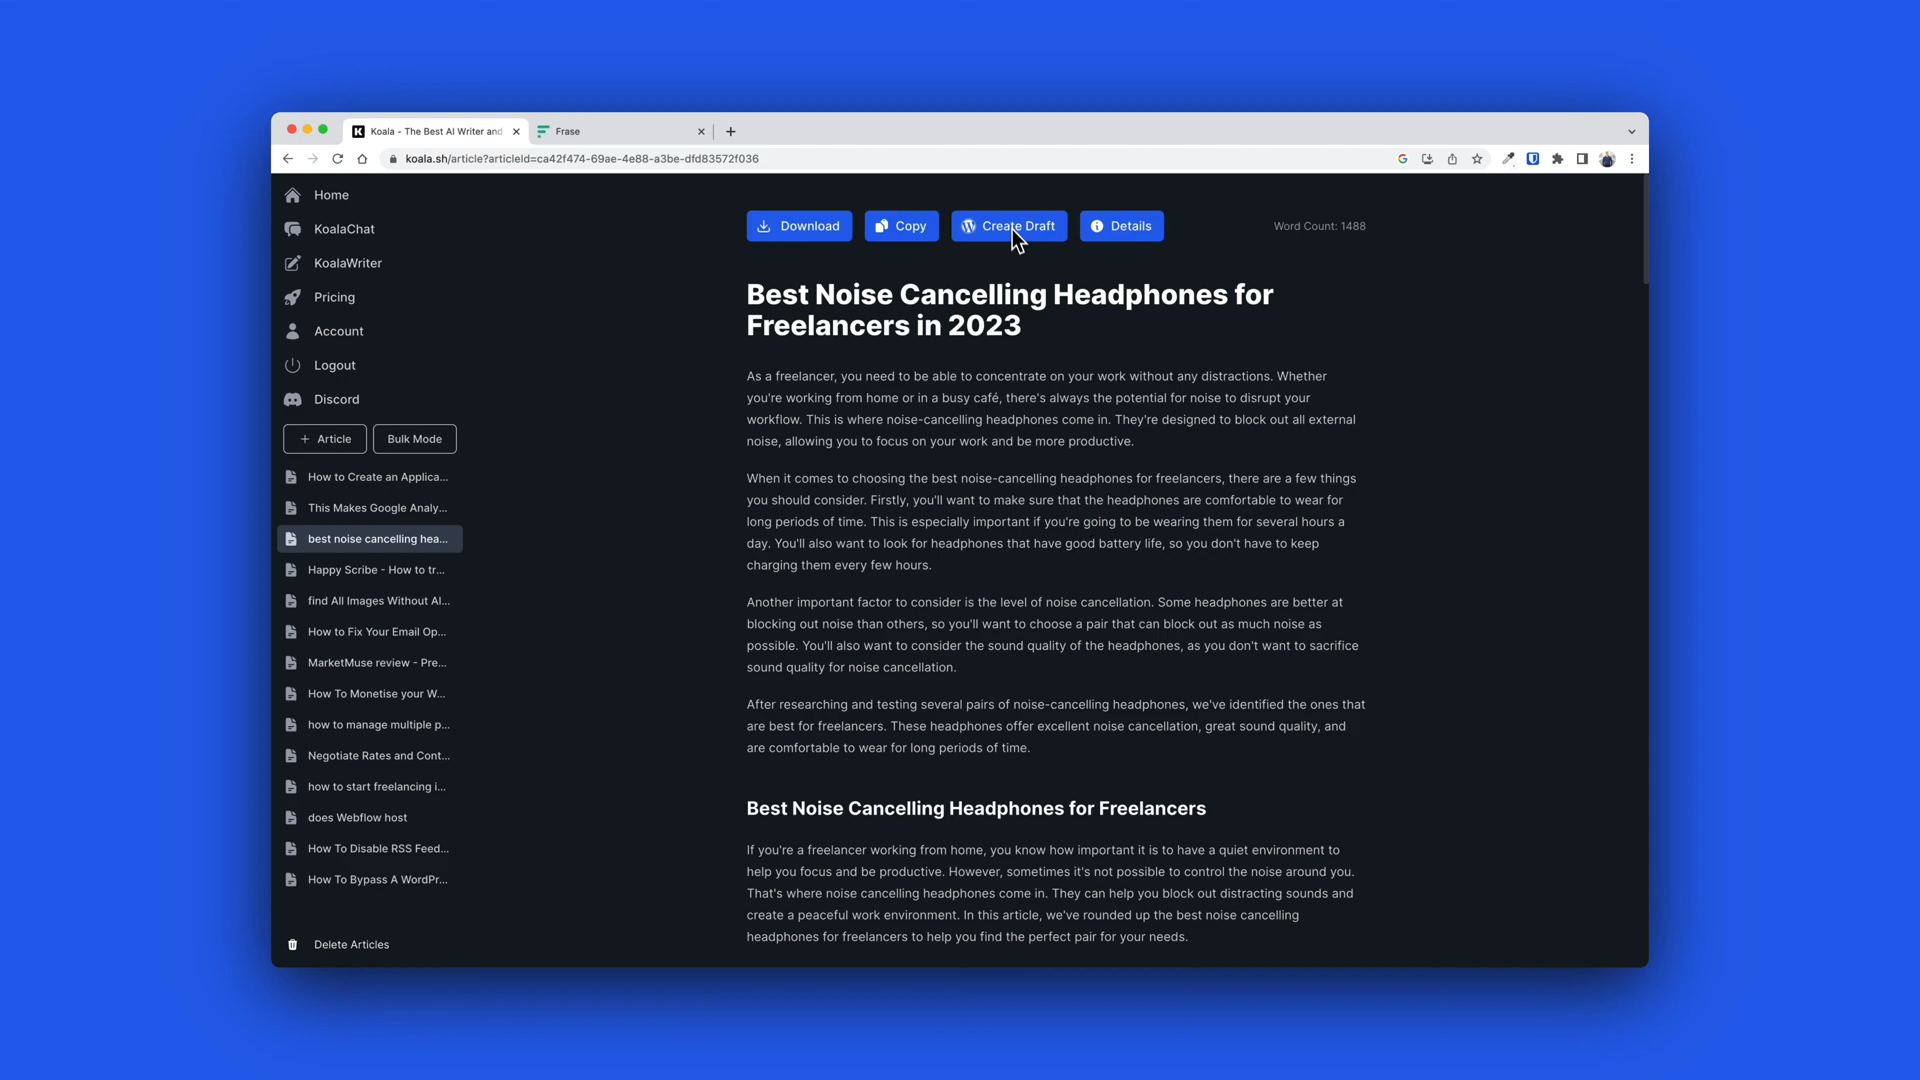 Koala - The Best AI Writer and
Frase
koala.sh/article?articleId=ca42f474-69ae-4e88-a3be-dfd83572f036
Home
KoalaChat
KoalaWriter
Pricing
Account
Logout
Discord
+ Article
Bulk Mode
How to Create an Applica...
This Makes Google Analy...
best noise cancelling hea...
Happy Scribe - How to tr...
find All Images Without Al...
How to Fix Your Email Op...
MarketMuse review - Pre...
How To Monetise your W...
how to manage multiple p...
Negotiate Rates and Cont...
how to start freelancing i...
does Webflow host
How To Disable RSS Feed...
How To Bypass A WordPr...
Delete Articles
Download
Copy
Create Draft
Details
Word Count: 1488
Best Noise Cancelling Headphones for
Freelancers in 2023
As a freelancer, you need to be able to concentrate on your work without any distractions. Whether
you're working from home or in a busy café, there's always the potential for noise to disrupt your
workflow. This is where noise-cancelling headphones come in. They're designed to block out all external
noise, allowing you to focus on your work and be more productive.
When it comes to choosing the best noise-cancelling headphones for freelancers, there are a few things
you should consider. Firstly, you'll want to make sure that the headphones are comfortable to wear for
long periods of time. This is especially important if you're going to be wearing them for several hours a
day. You'll also want to look for headphones that have good battery life, so you don't have to keep
charging them every few hours.
Another important factor to consider is the level of noise cancellation. Some headphones are better at
blocking out noise than others, so you'll want to choose a pair that can block out as much noise as
possible. You'll also want to consider the sound quality of the headphones, as you don't want to sacrifice
sound quality for noise cancellation.
After researching and testing several pairs of noise-cancelling headphones, we've identified the ones that
are best for freelancers. These headphones offer excellent noise cancellation, great sound quality, and
are comfortable to wear for long periods of time.
Best Noise Cancelling Headphones for Freelancers
If you're a freelancer working from home, you know how important it is to have a quiet environment to
help you focus and be productive. However, sometimes it's not possible to control the noise around you.
That's where noise cancelling headphones come in. They can help you block out distracting sounds and
create a peaceful work environment. In this article, we've rounded up the best noise cancelling
headphones for freelancers to help you find the perfect pair for your needs.